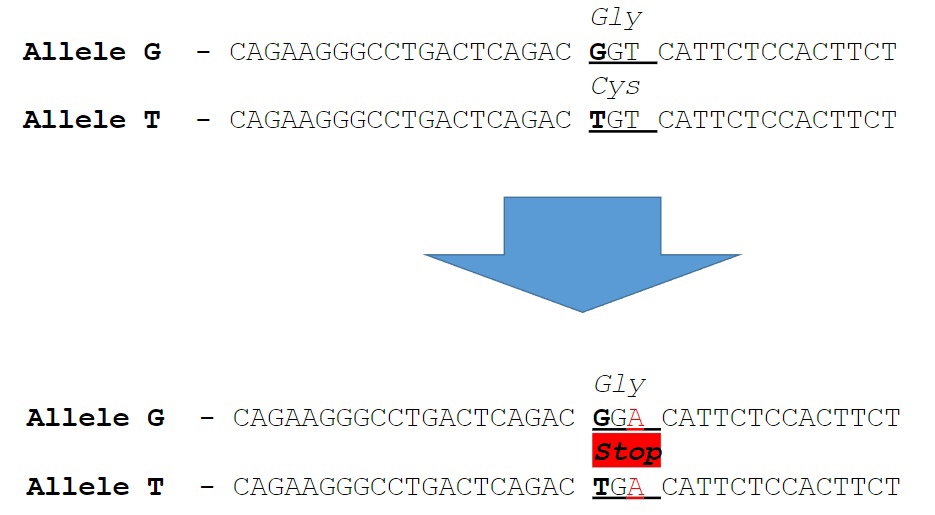 Gly
Allele G - CAGAAGGGCCTGACTCAGAC GGT CATTCTCCACTTCT
Cys
Allele T - CAGAAGGGCCTGACTCAGAC TGT CATTCTCCACTTCT
Gly
Allele G - CAGAAGGGCCTGACTCAGAC GGA CATTCTCCACTTCT
Stop
Allele T - CAGAAGGGCCTGACTCAGAC TGA CATTCTCCACTTCT